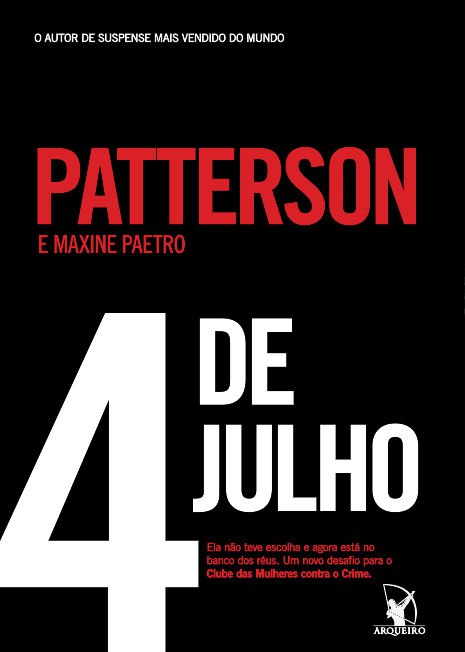 O AUTOR DE SUSPENSE MAIS VENDIDO DO MUNDO
PATTERSON
E MAXINE PAETRO
4 DE
JULHO
Ela não teve escolha e agora está no
banco dos réus. Um novo desafio para o
Clube das Mulheres contra o Crime.
ARQUEIRO